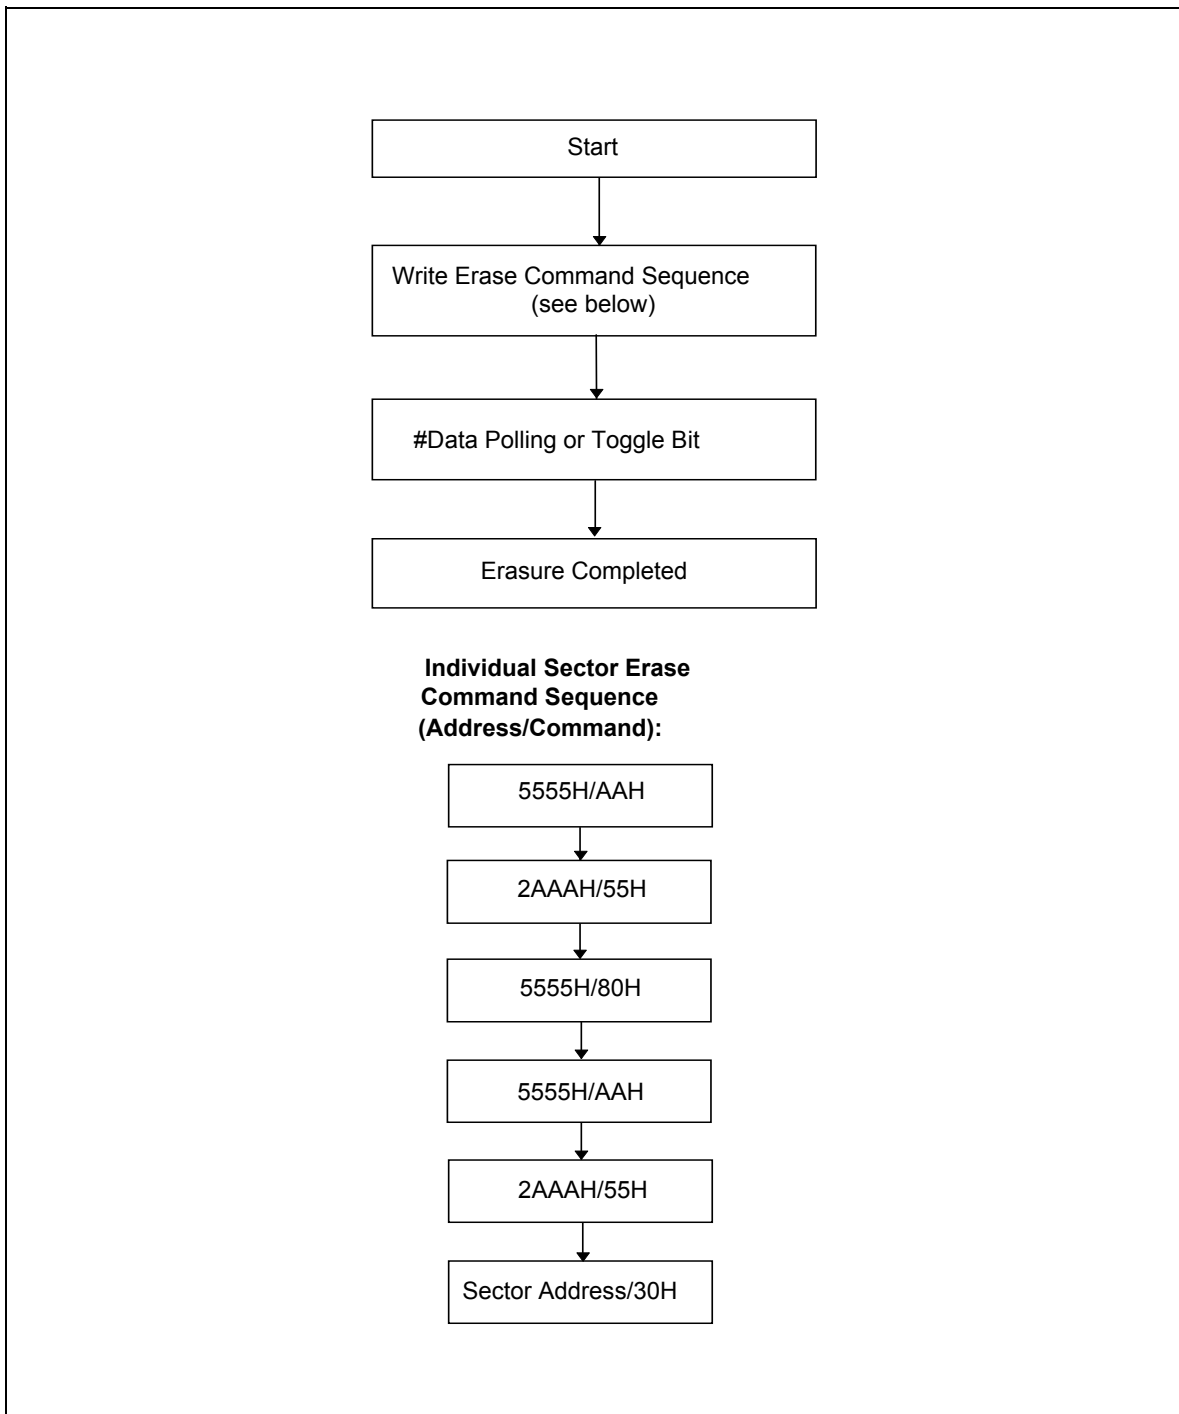 Start
Write Erase Command Sequence
(see below)
#Data Polling or Toggle Bit
Erasure Completed
Individual Sector Erase
Command Sequence
(Address/Command):
5555H/AAH
2AAAH/55H
5555H/80H
5555H/AAH
2AAAH/55H
Sector Address/30H